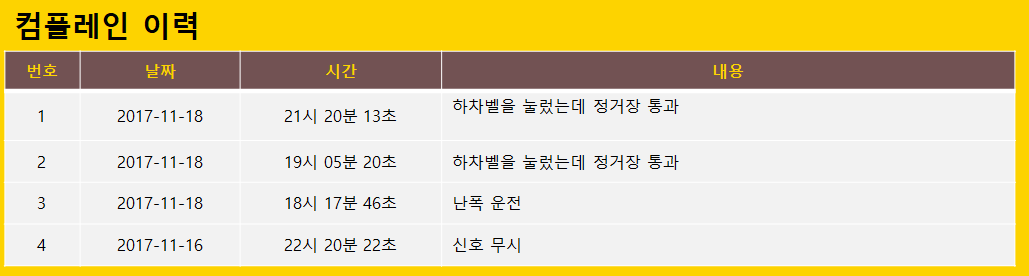 컴플레인 이력
번호 날짜 시간 내용
1 2017-11-18 21시 20분 13초 하차벨을 눌렀는데 정거장 통과
2 2017-11-18 19시 05분 20초 하차벨을 눌렀는데 정거장 통과
3 2017-11-18 18시 17분 46초 난폭 운전
4 2017-11-16 22시 20분 22초 신호 무시